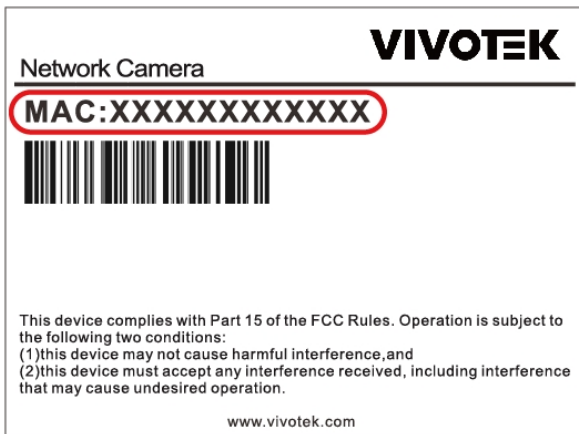 VIVOTEK
Network Camera
MAC:XXXXXXXXXXXX
This device complies with Part 15 of the FCC Rules. Operation is subject to
the following two conditions:
(1)this device may not cause harmful interference,and
(2)this device must accept any interference received, including interference
that may cause undesired operation.
www.vivotek.com